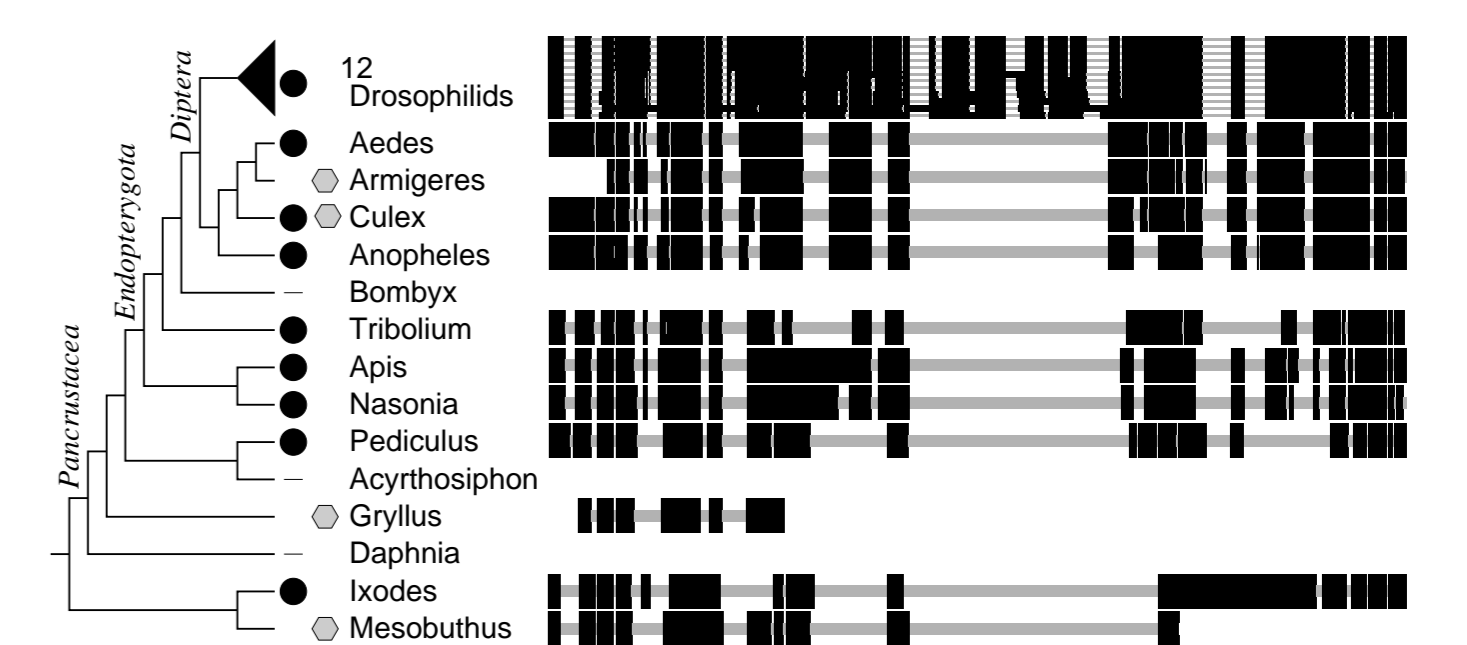 Diptera
Endopterygota
Pancrustacea
12
Drosophilids
Aedes
Armigeres
Culex
Anopheles
Bombyx
Tribolium
Apis
Nasonia
Pediculus
Acyrthosiphon
Gryllus
Daphnia
Ixodes
Mesobuthus